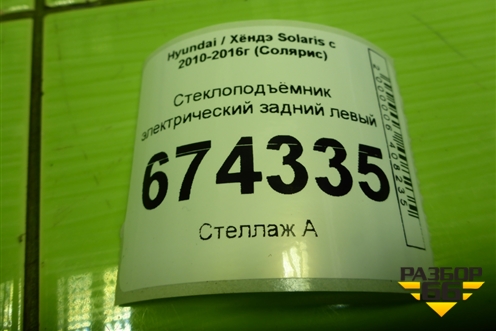 Hyundai / Хёндэ Solaris с
2010-2016г (Солярис)
Стеклоподъёмник
электрический задний левый
674335
Стеллаж А
РАЗБОР